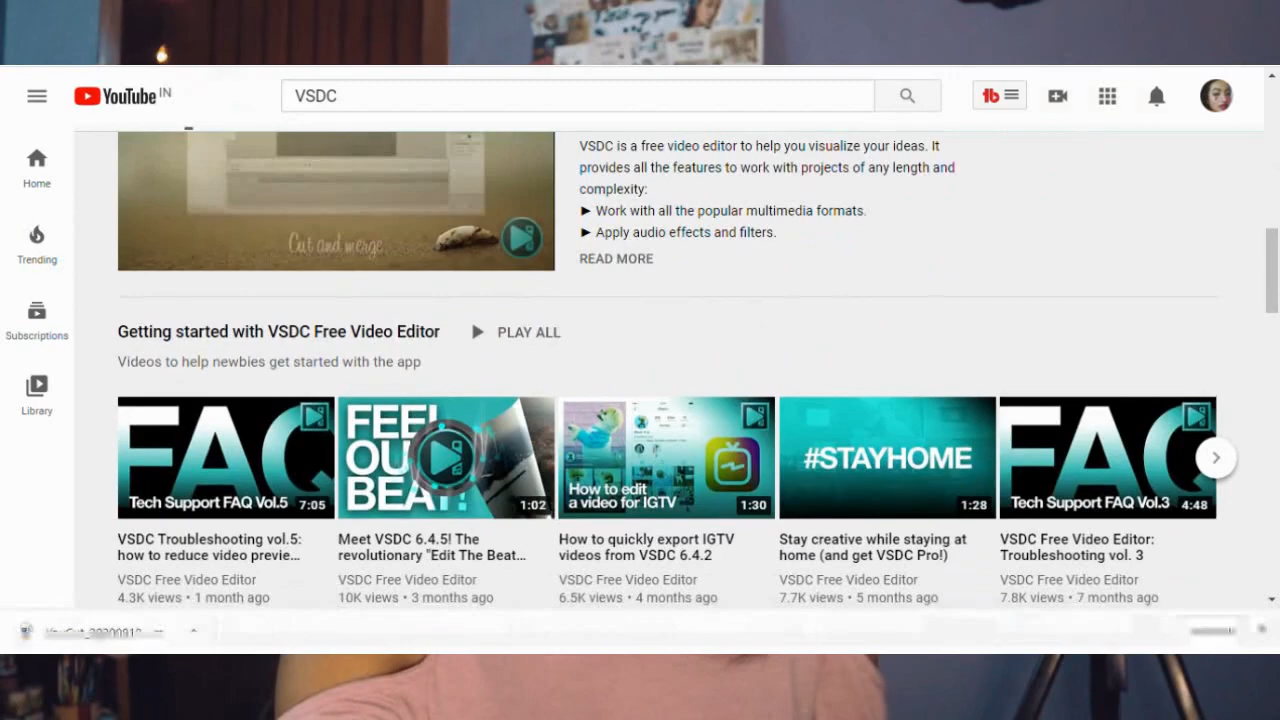 YouTube IN
VSDC
Home
Trending
Subscriptions
Library
Cut and merge
VSDC is a free video editor to help you visualize your ideas. It
provides all the features to work with projects of any length and
complexity:
► Work with all the popular multimedia formats.
► Apply audio effects and filters.
READ MORE
Getting started with VSDC Free Video Editor
PLAY ALL
Videos to help newbies get started with the app
FAQ
Tech Support FAQ Vol.5
7:05
FEEL
OU
BEAT!
1:02
How to edit
a video for IGTV
1:30
#STAYHOME
1:28
FAQ
Tech Support FAQ Vol.3
4:48
VSDC Troubleshooting vol.5:
how to reduce video previe...
VSDC Free Video Editor
4.3K views • 1 month ago
Meet VSDC 6.4.5! The
revolutionary "Edit The Beat...
VSDC Free Video Editor
10K views • 3 months ago
How to quickly export IGTV
videos from VSDC 6.4.2
VSDC Free Video Editor
6.5K views • 4 months ago
Stay creative while staying at
home (and get VSDC Pro!)
VSDC Free Video Editor
7.7K views • 5 months ago
VSDC Free Video Editor:
Troubleshooting vol. 3
VSDC Free Video Editor
7.8K views • 7 months ago